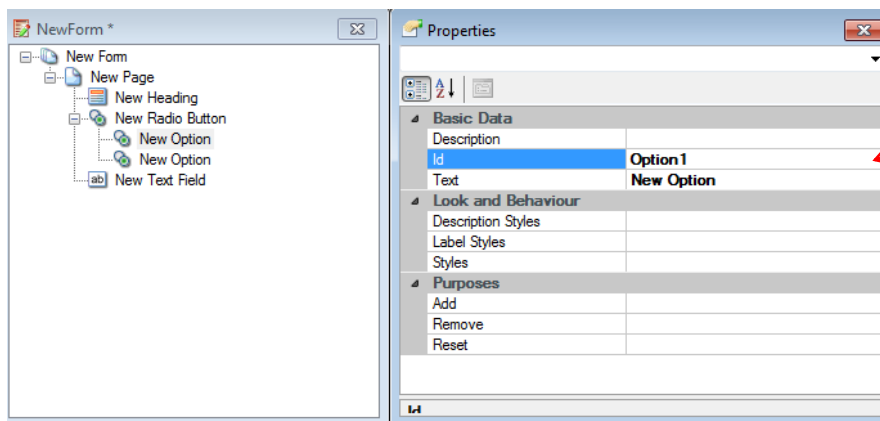 NewForm *
New Form
New Page
New Heading
New Radio Button
New Option
New Option
ab New Text Field
Properties
A
Z
Basic Data
Description
Id Option1
Text New Option
Look and Behaviour
Description Styles
Label Styles
Styles
Purposes
Add
Remove
Reset
Id